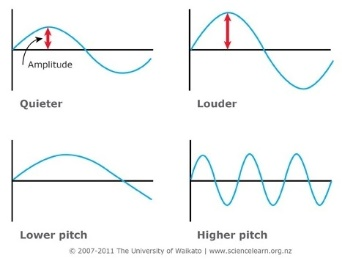 Amplitude
Quieter
Louder
Lower pitch
Higher pitch
© 2007-2011 The University of Waikato | www.sciencelearn.org.nz